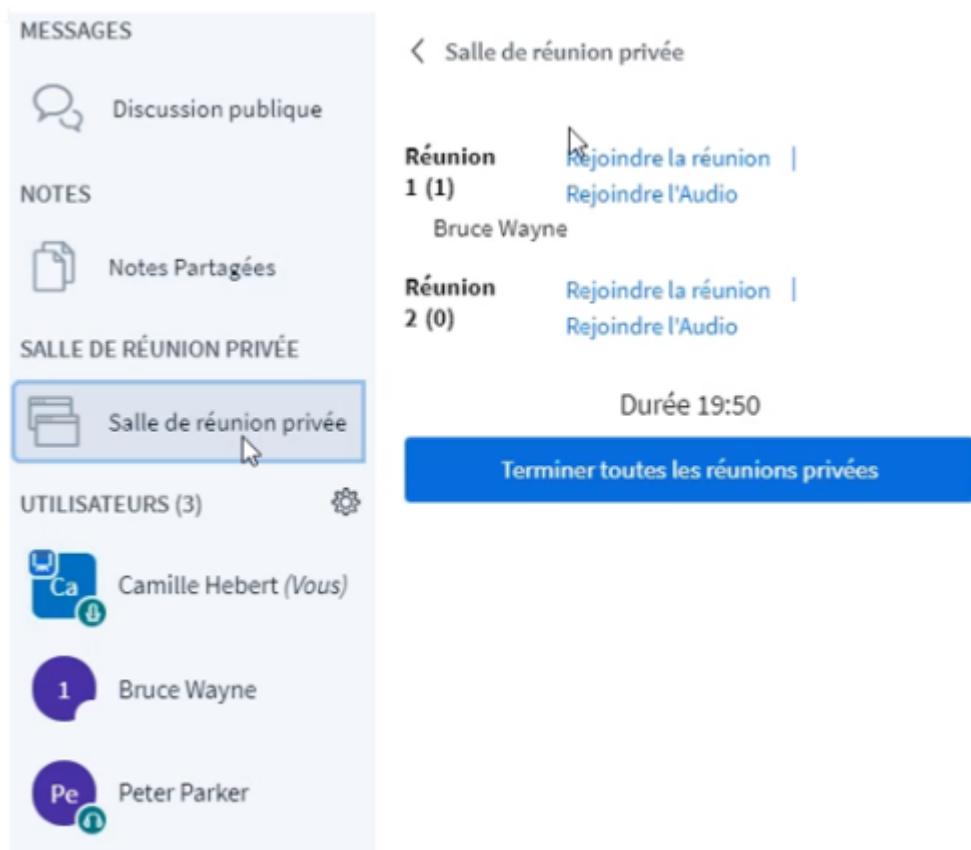 MESSAGES
Discussion publique
NOTES
Notes Partagées
SALLE DE RÉUNION PRIVÉE
Salle de réunion privée
UTILISATEURS (3)
Ca
Camille Hebert (Vous)
1
Bruce Wayne
Pe
Peter Parker
Salle de réunion privée
Réunion
1 (1)
Rejoindre la réunion |
Rejoindre l'Audio
Bruce Wayne
Réunion
2 (0)
Rejoindre la réunion |
Rejoindre l'Audio
Durée 19:50
Terminer toutes les réunions privées